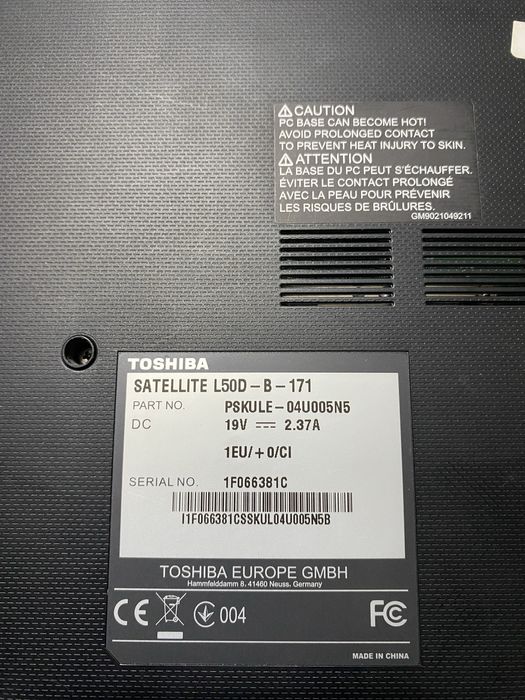 CAUTION
PC BASE CAN BECOME HOT!
AVOID PROLONGED CONTACT
TO PREVENT HEAT INJURY TO SKIN.
ATTENTION
LA BASE DU PC PEUT S'ÉCHAUFFER.
ÉVITER LE CONTACT PROLONGÉ
AVEC LA PEAU POUR PRÉVENIR
LES RISQUES DE BRÛLURES.
GM9021049211
TOSHIBA
SATELLITE L50D-B-171
PART NO. PSKULE-04U005N5
DC 19V 2.37A
1EU/+0/CI
SERIAL NO. 1F066381C
I1F066381CSSKUL04U005N5B
TOSHIBA EUROPE GMBH
Hammfelddamm 8, 41460 Neuss. Germany
CE 004 FC
MADE IN CHINA